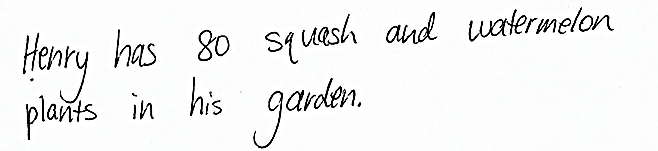 Henry has 80 squash and watermelon
plants in his garden.